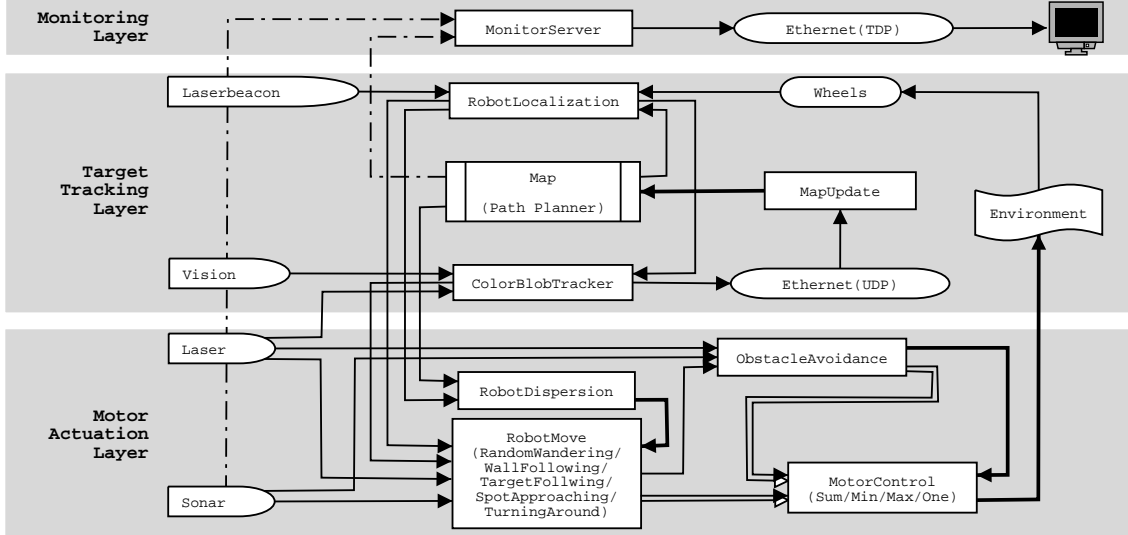 Monitoring
Layer
MonitorServer
Ethernet(TDP)
Laserbeacon
RobotLocalization
Wheels
Target
Tracking
Layer
Map
(Path Planner)
MapUpdate
Environment
Vision
ColorBlobTracker
Ethernet(UDP)
Laser
ObstacleAvoidance
RobotDispersion
Motor
Actuation
Layer
RobotMove
(RandomWandering/
WallFollowing/
TargetFollwing/
SpotApproaching/
TurningAround)
MotorControl
(Sum/Min/Max/One)
Sonar